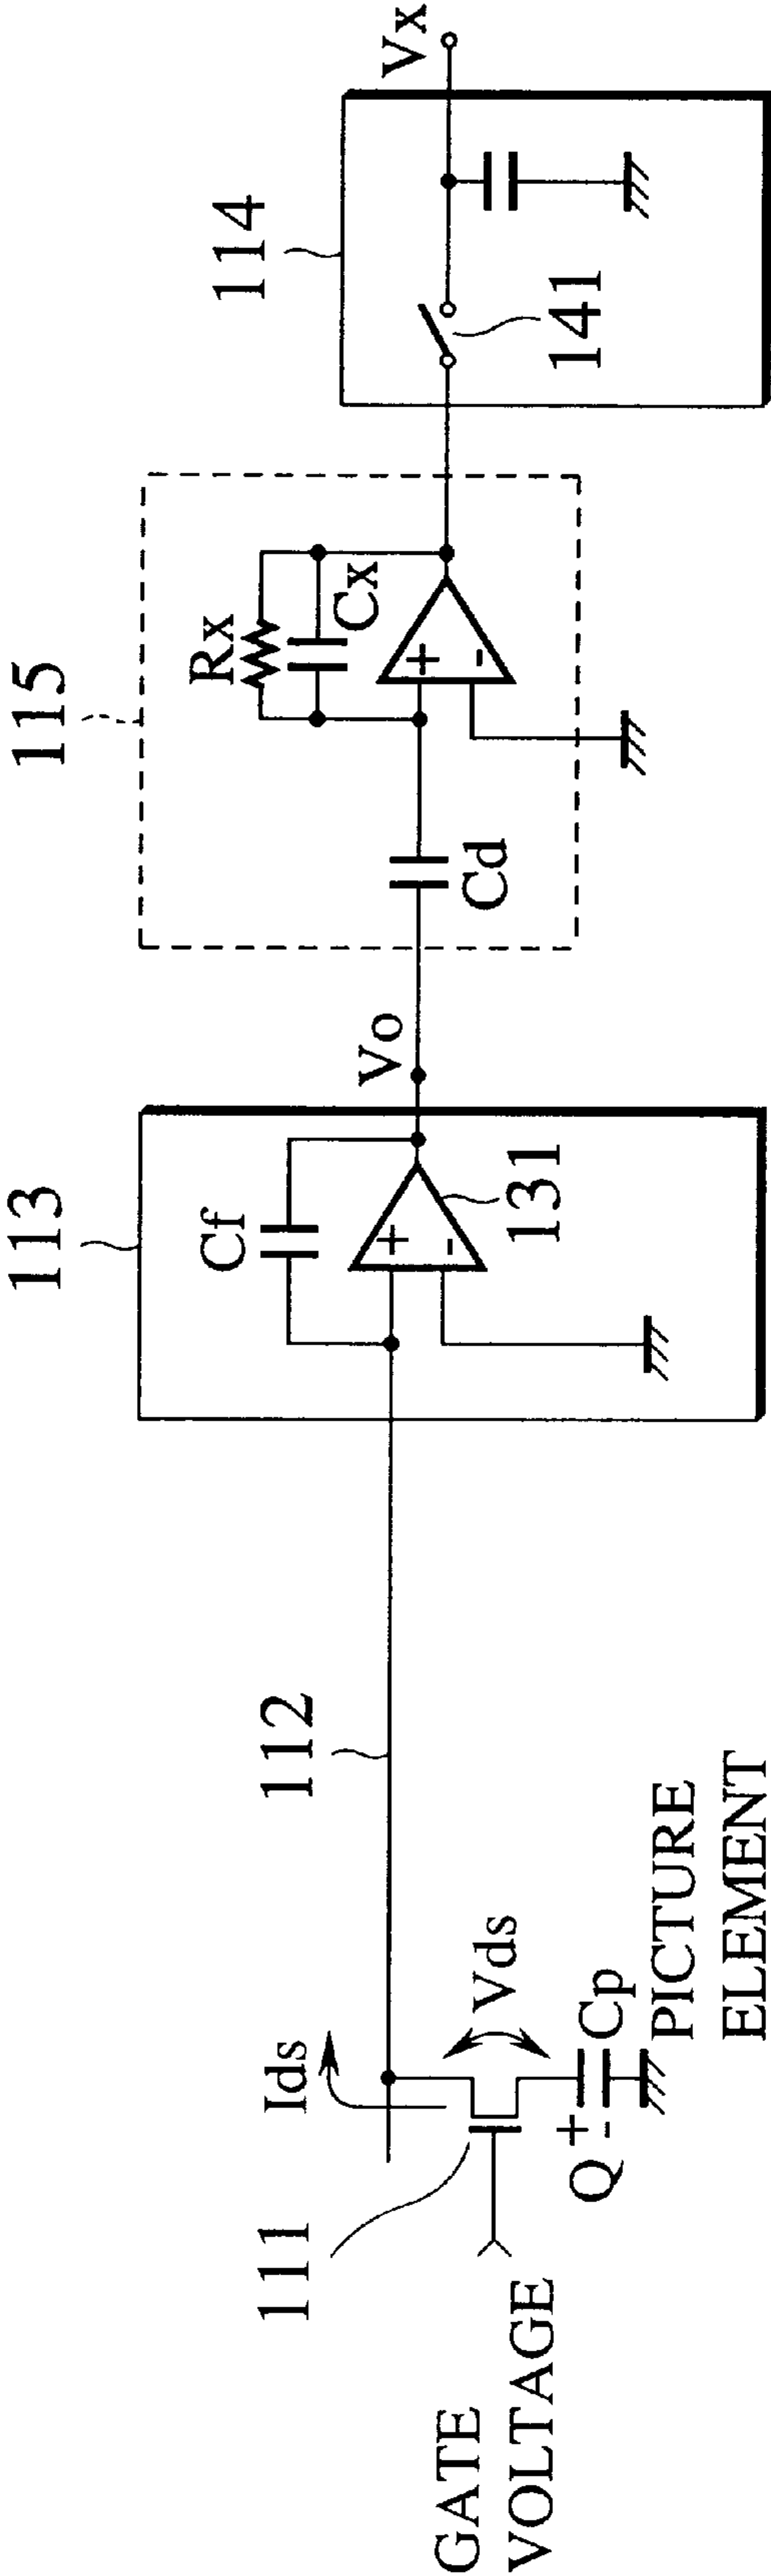 GATE
VOLTAGE
111
Ids
Vds
Q
+
-
Cp
PICTURE
ELEMENT
112
113
Cf
+
-
131
Vo
115
Cd
Rx
Cx
+
-
114
141
Vx